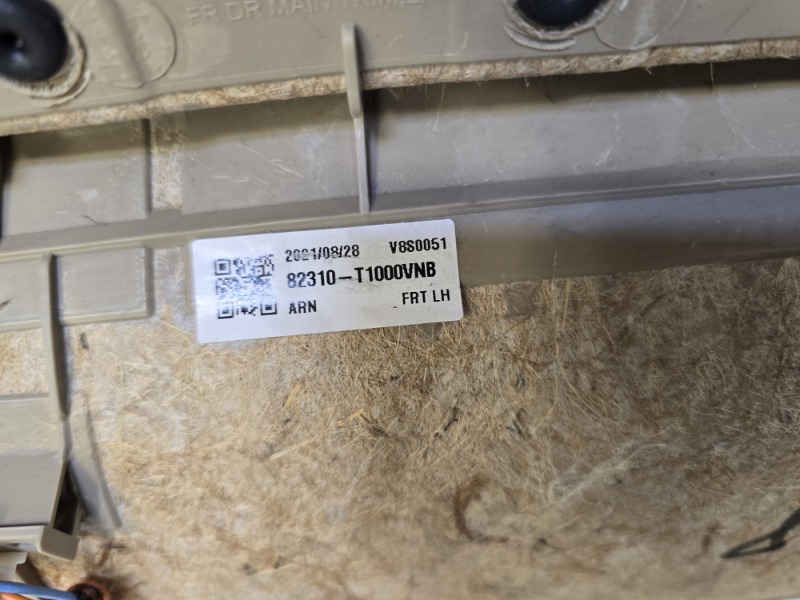 FR DR MAIN TRIM,L
2021/08/28 V8S0051
82310-T1000VNB
ARN FRT LH